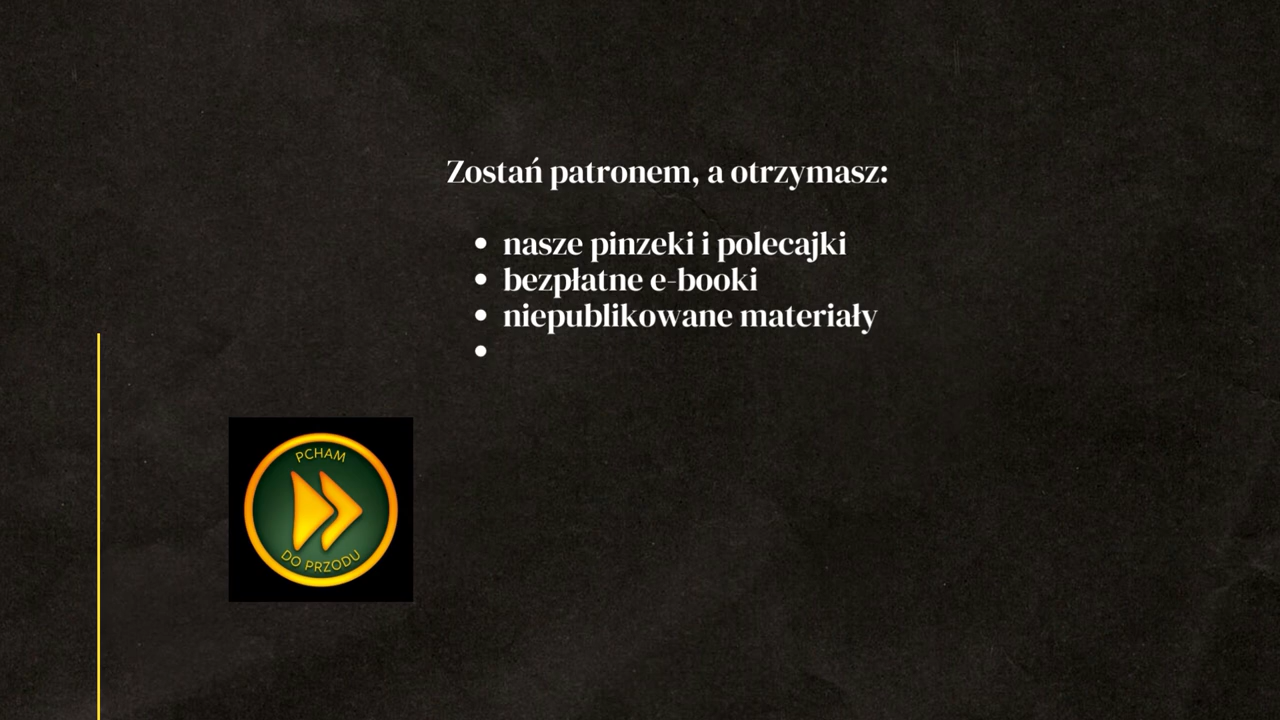 Zostań patronem, a otrzymasz:
• nasze pinzeki i polecajki
• bezpłatne e-booki
• niepublikowane materiały
•
PCHAM
DO PRZODU